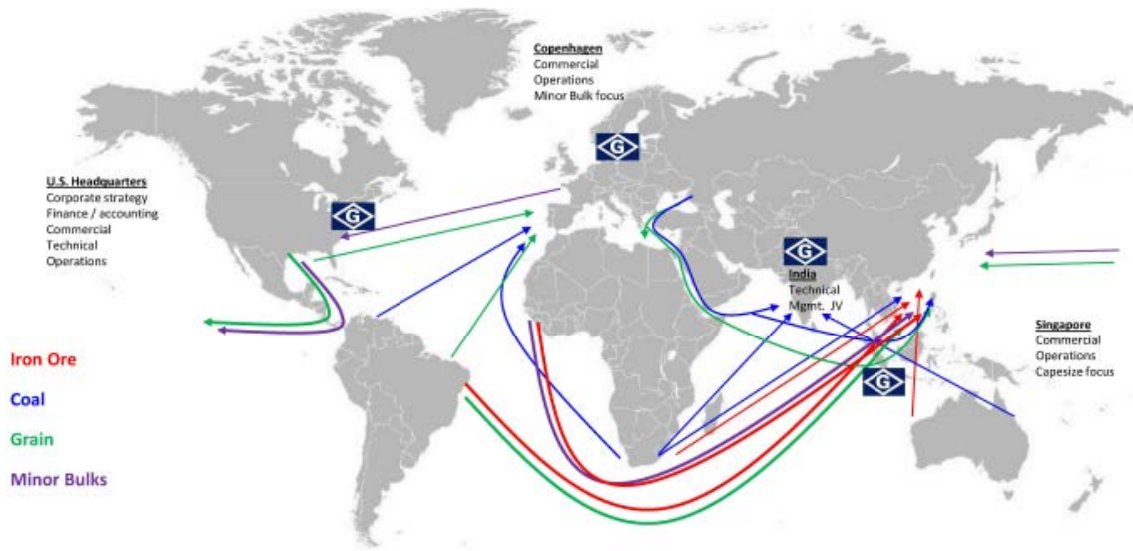 Copenhagen
Commercial
Operations
Minor Bulk focus
G
U.S. Headquarters
Corporate strategy
Finance / accounting
Commercial
Technical
Operations
G
G
India
Technical
Mgmt. JV
Singapore
Commercial
Operations
Capesize focus
G
Iron Ore
Coal
Grain
Minor Bulks